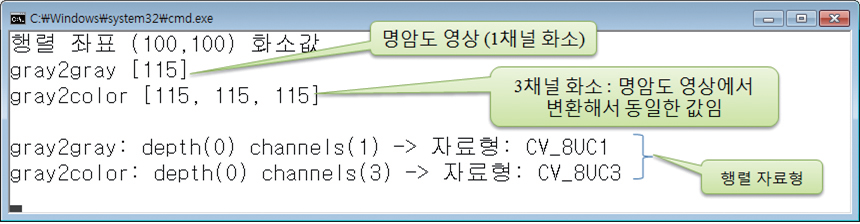 C:₩Windows₩system32₩cmd.exe
행렬 좌표 (100,100) 화소값
명암도 영상 (1채널 화소)
gray2gray [115]
gray2color [115, 115, 115]
3채널 화소 : 명암도 영상에서
변환해서 동일한 값임
gray2gray: depth(0) channels(1) -> 자료형: CV_8UC1
gray2color: depth(0) channels(3) -> 자료형: CV_8UC3
행렬 자료형